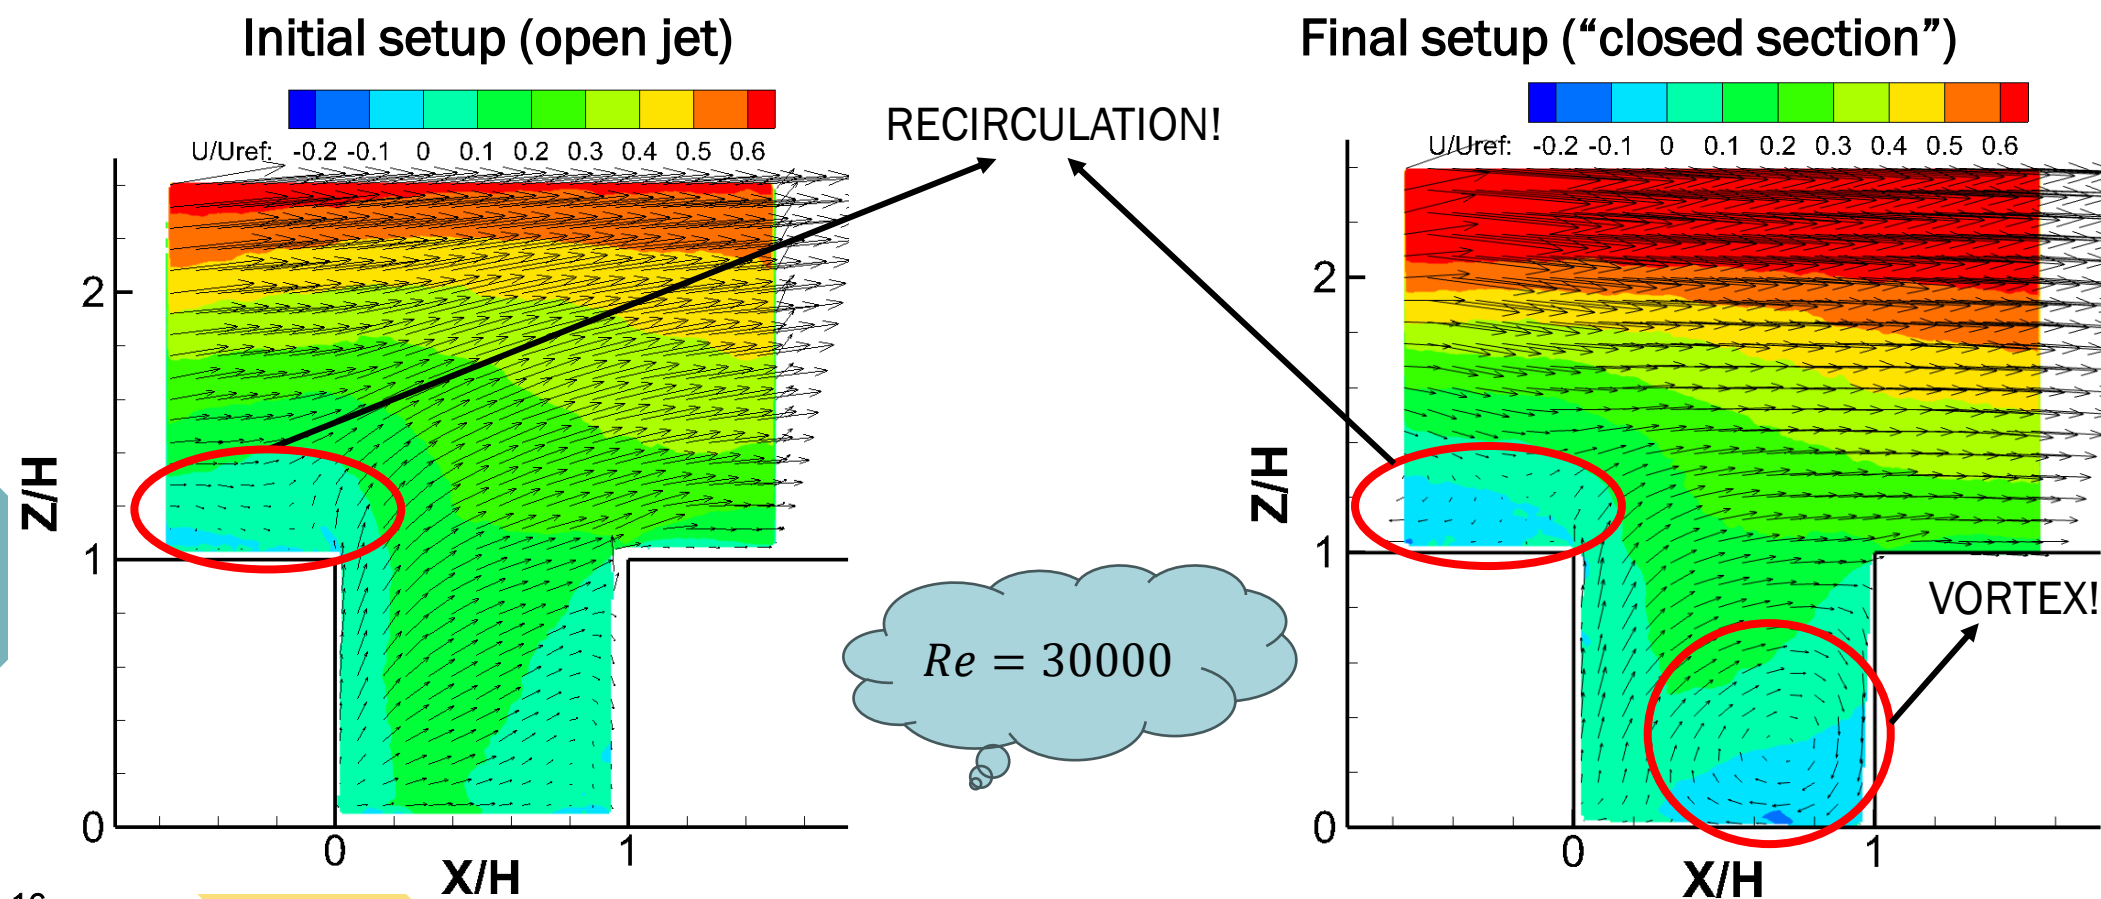 Initial setup (open jet)
U/Uref: -0.2 -0.1 0 0.1 0.2 0.3 0.4 0.5 0.6
Z/H
2
1
0
0 1
X/H
RECIRCULATION!
Re = 30000
Final setup (“closed section”)
U/Uref: -0.2 -0.1 0 0.1 0.2 0.3 0.4 0.5 0.6
Z/H
2
1
0
0 1
X/H
VORTEX!